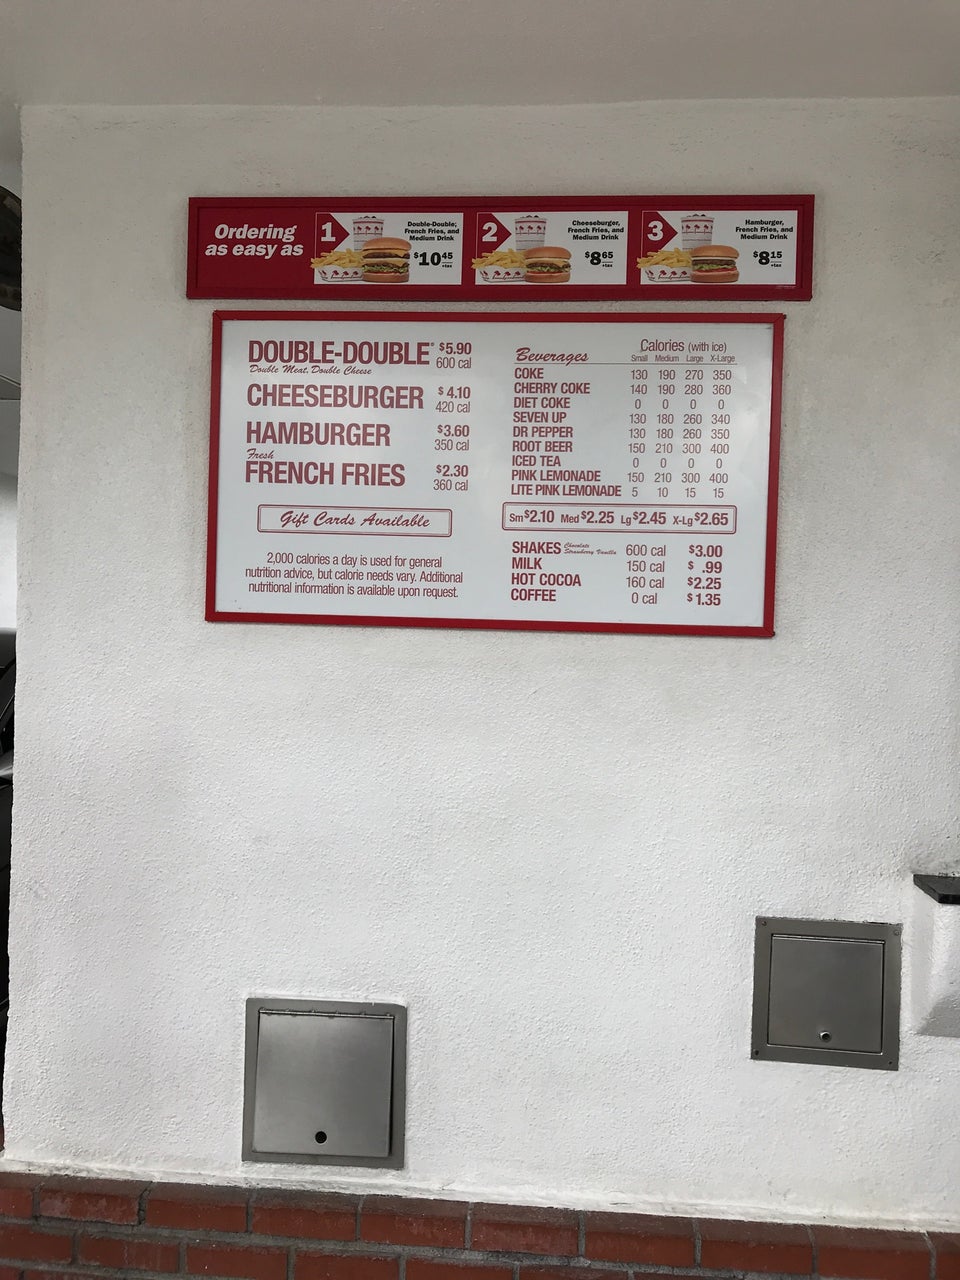 Ordering
as easy as
1
Double-Double,
French Fries, and
Medium Drink
$10 45
+tax
2
Cheeseburger,
French Fries, and
Medium Drink
$8 65
+tax
3
Hamburger,
French Fries, and
Medium Drink
$8 15
+tax
DOUBLE-DOUBLE® $5.90
Double Meat, Double Cheese 600 cal
CHEESEBURGER $4.10
420 cal
HAMBURGER $3.60
350 cal
Fresh
FRENCH FRIES $2.30
360 cal
Gift Cards Available
2,000 calories a day is used for general
nutrition advice, but calorie needs vary. Additional
nutritional information is available upon request.
Beverages Calories (with ice)
Small Medium Large X-Large
COKE 130 190 270 350
CHERRY COKE 140 190 280 360
DIET COKE 0 0 0 0
SEVEN UP 130 180 260 340
DR PEPPER 130 180 260 350
ROOT BEER 150 210 300 400
ICED TEA 0 0 0 0
PINK LEMONADE 150 210 300 400
LITE PINK LEMONADE 5 10 15 15
Sm $2.10 Med $2.25 Lg $2.45 X-Lg $2.65
SHAKES Chocolate Strawberry Vanilla 600 cal $3.00
MILK 150 cal $ .99
HOT COCOA 160 cal $2.25
COFFEE 0 cal $1.35